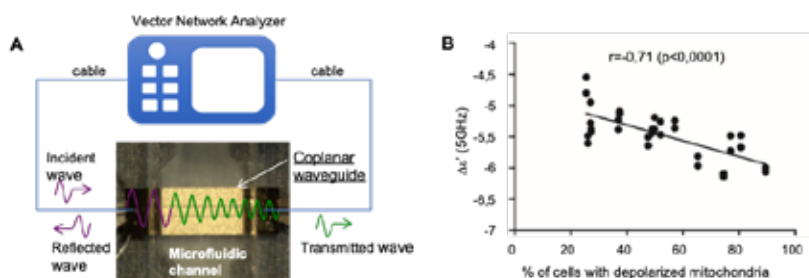 Vector Network Analyzer
A
cable
cable
Incident
wave
Coplanar
waveguide
Reflected
wave
Microfluidic
channel
Transmitted wave
B
r=-0,71 (p<0,0001)
Δε' (5GHz)
-4
-4,5
-5
-5,5
-6
-6,5
-7
0 20 40 60 80 100
% of cells with depolarized mitochondria